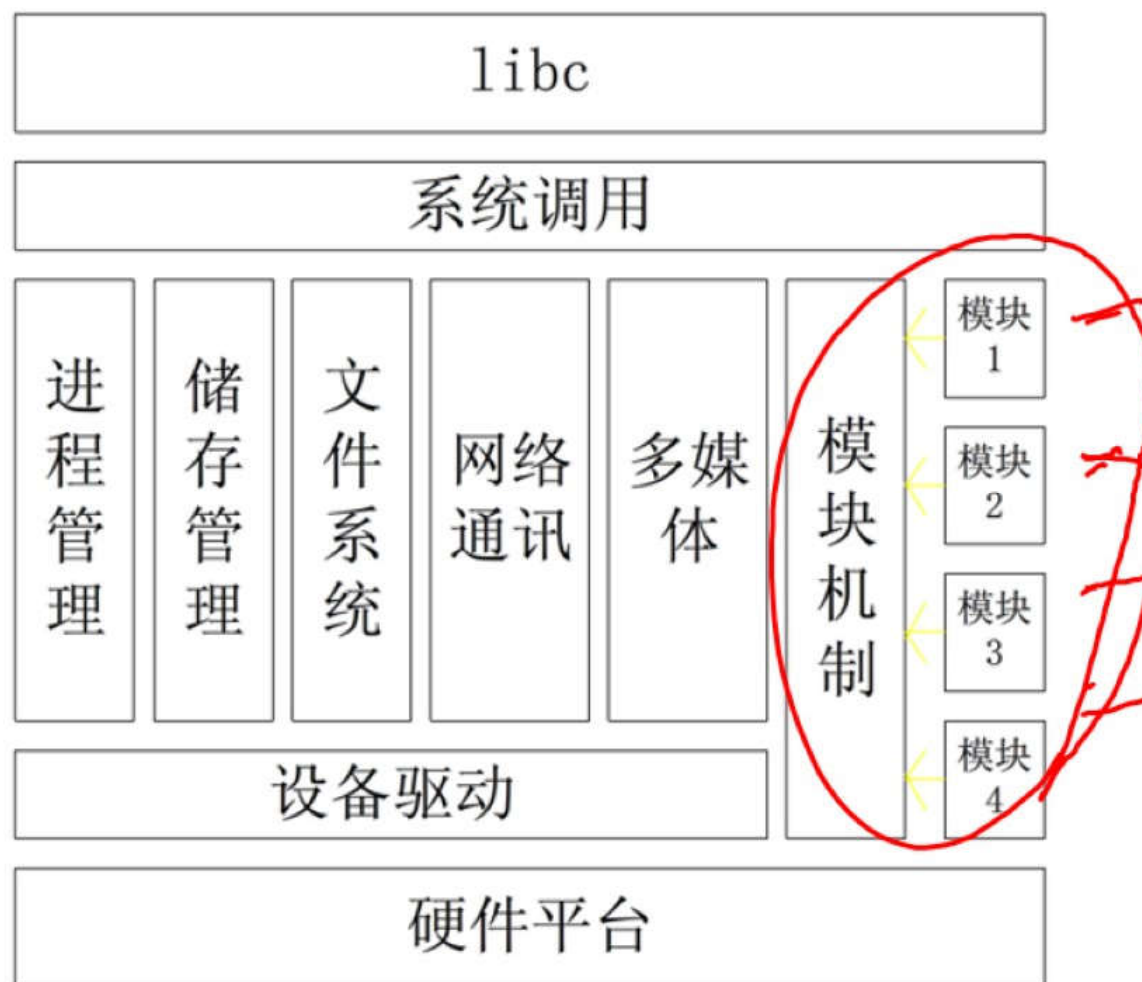 libc
系统调用
进
程
管
理
储
存
管
理
文
件
系
统
网络
通讯
多媒
体
模
块
机
制
模块
1
模块
2
模块
3
模块
4
设备驱动
硬件平台